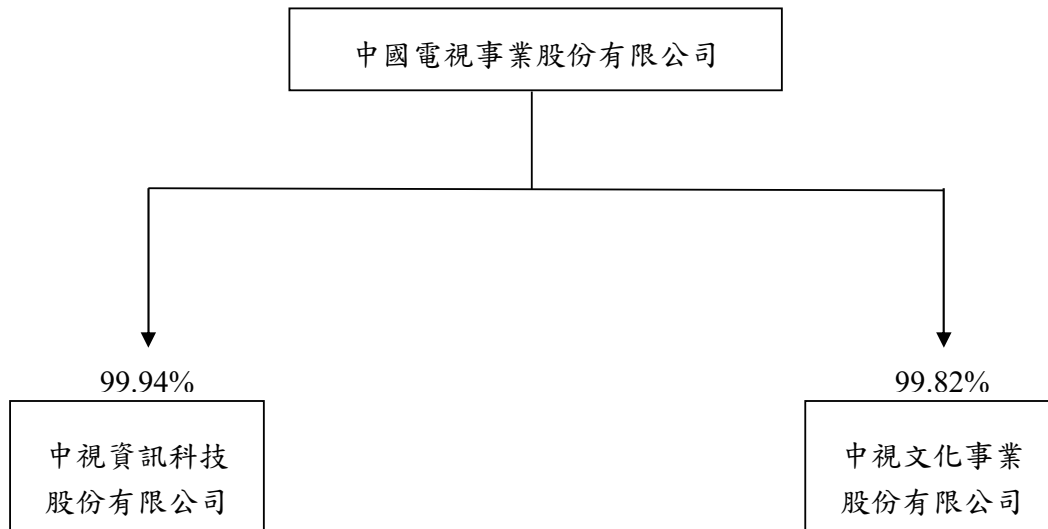 中國電視事業股份有限公司
99.94%
99.82%
中視資訊科技
股份有限公司
中視文化事業
股份有限公司